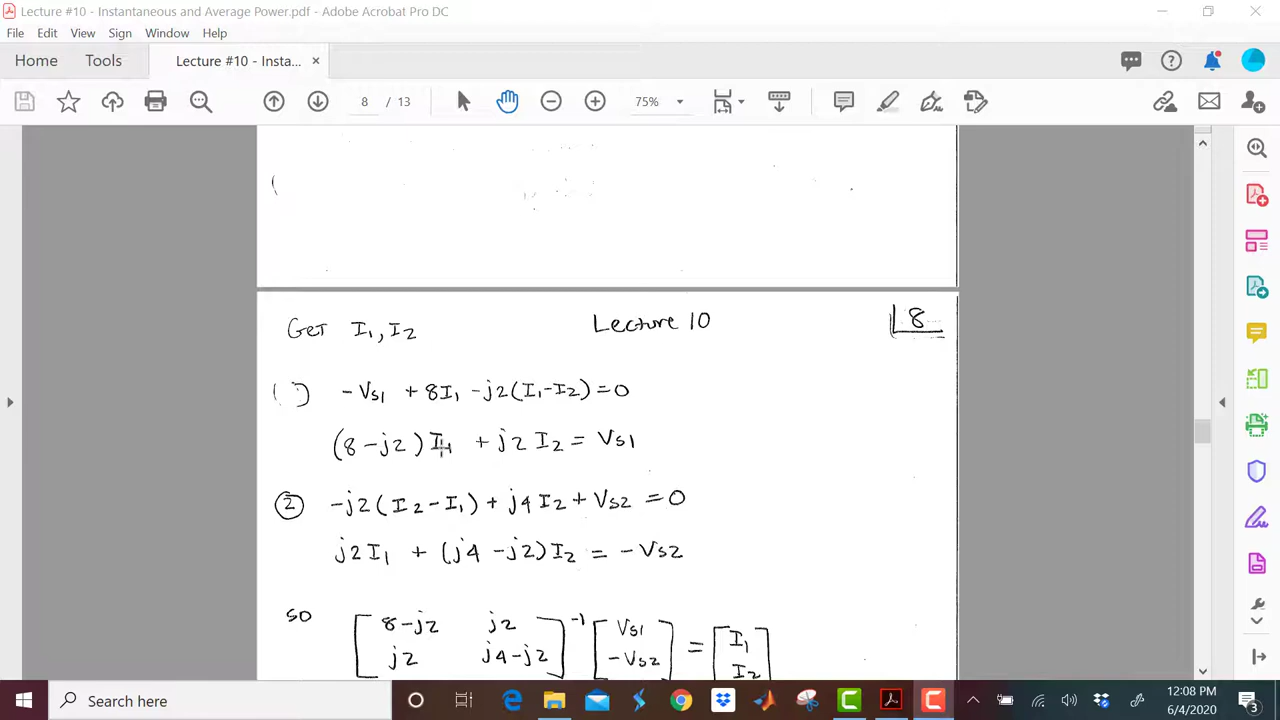 Lecture #10 - Instantaneous and Average Power.pdf - Adobe Acrobat Pro DC
File Edit View Sign Window Help
Home Tools Lecture #10 - Insta... ×
8 / 13 75%
Get I1, I2 Lecture 10 8
( ) -Vs1 + 8I1 -j2(I1-I2) = 0
(8-j2)I1 + j2 I2 = Vs1
② -j2(I2-I1) + j4 I2 + Vs2 = 0
j2I1 + (j4-j2)I2 = -Vs2
so [8-j2 j2]-1 [Vs1] = [I1]
[j2 j4-j2] [-Vs2] [I2]
Search here
12:08 PM
6/4/2020
3